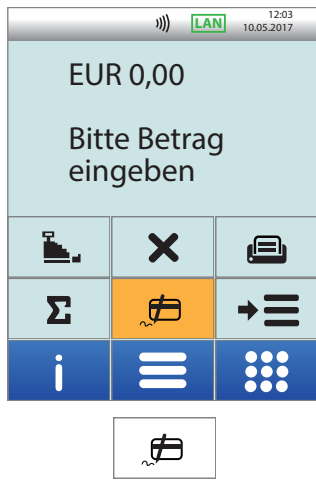 LAN
12:03
10.05.2017
EUR 0,00
Bitte Betrag
eingeben
Σ
i